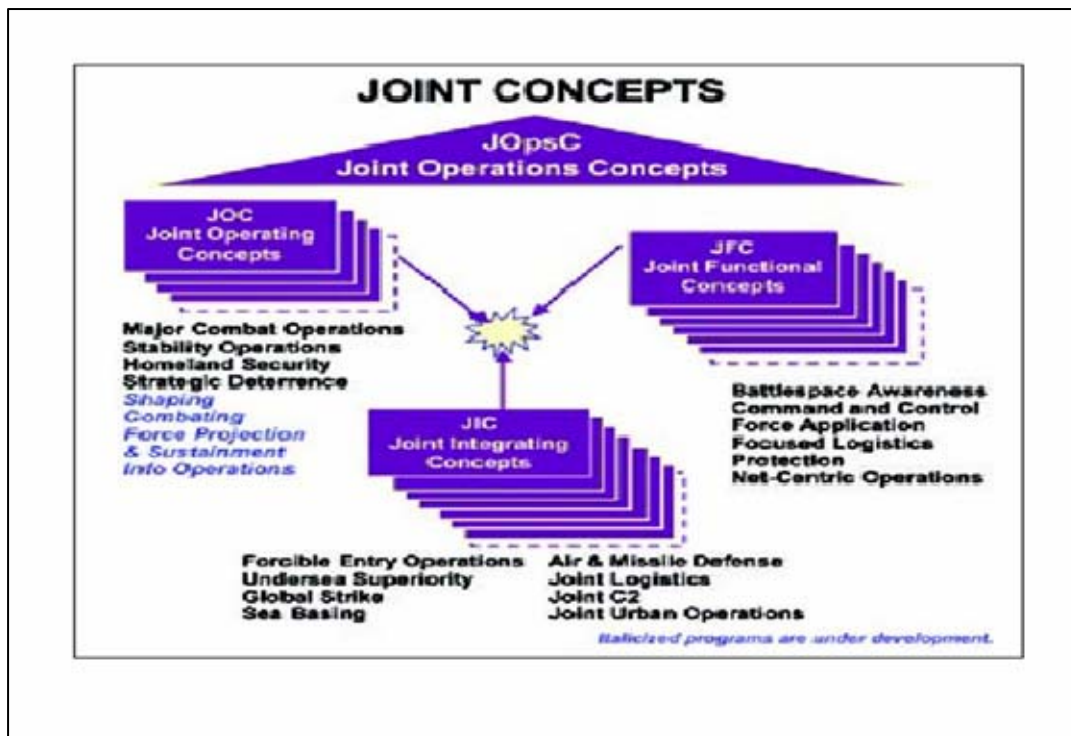 JOINT CONCEPTS
JOpsC
Joint Operations Concepts
JOC
Joint Operating
Concepts
Major Combat Operations
Stability Operations
Homeland Security
Strategic Deterrence
Shaping
Combating
Force Projection
& Sustainment
Info Operations
JFC
Joint Functional
Concepts
Battlespace Awareness
Command and Control
Force Application
Focused Logistics
Protection
Net-Centric Operations
JIC
Joint Integrating
Concepts
Forcible Entry Operations
Undersea Superiority
Global Strike
Sea Basing
Air & Missile Defense
Joint Logistics
Joint C2
Joint Urban Operations
Italicized programs are under development.